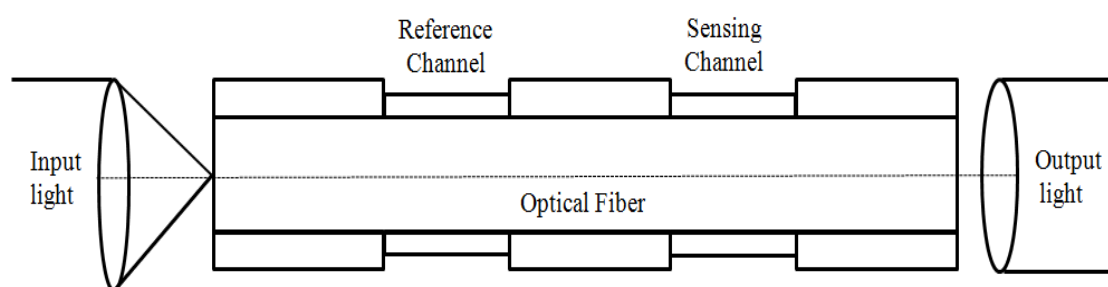 Reference
Channel
Sensing
Channel
Input
light
Optical Fiber
Output
light